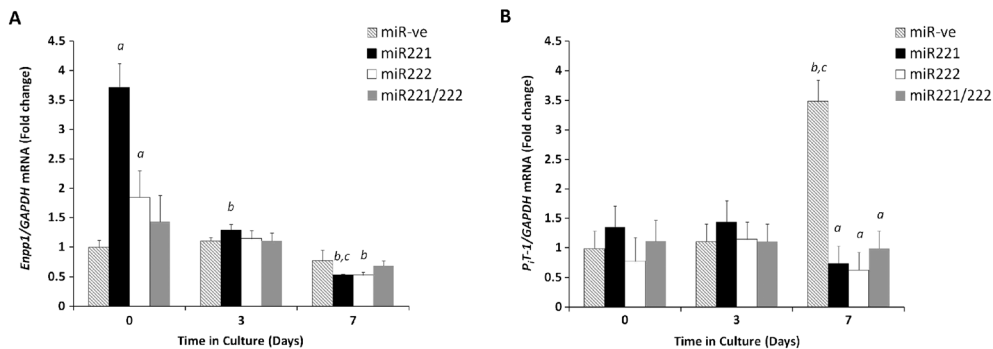 A
miR-ve
miR221
miR222
miR221/222
Enpp1/GAPDH mRNA (Fold change)
4.5
4
3.5
3
2.5
2
1.5
1
0.5
0
a
a
b
b,c
b
0 3 7
Time in Culture (Days)
B
miR-ve
miR221
miR222
miR221/222
PiT-1/GAPDH mRNA (Fold change)
4.5
4
3.5
3
2.5
2
1.5
1
0.5
0
b,c
a
a
a
0 3 7
Time in Culture (Days)